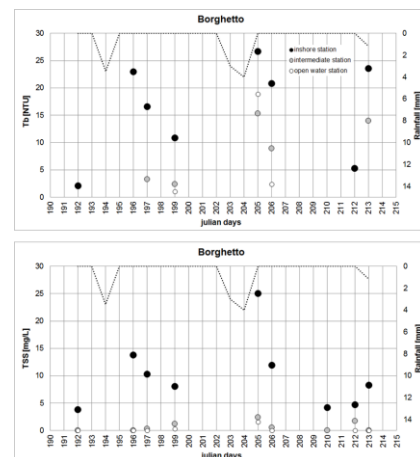 Borghetto
30
25
20
15
10
5
0
Tb [NTU]
inshore station
intermediate station
open water station
0
2
4
6
8
10
12
14
Rainfall [mm]
190 191 192 193 194 195 196 197 198 199 200 201 202 203 204 205 206 207 208 209 210 211 212 213 214 215
julian days
Borghetto
30
25
20
15
10
5
0
TSS [mg/L]
0
2
4
6
8
10
12
14
Rainfall [mm]
190 191 192 193 194 195 196 197 198 199 200 201 202 203 204 205 206 207 208 209 210 211 212 213 214 215
julian days